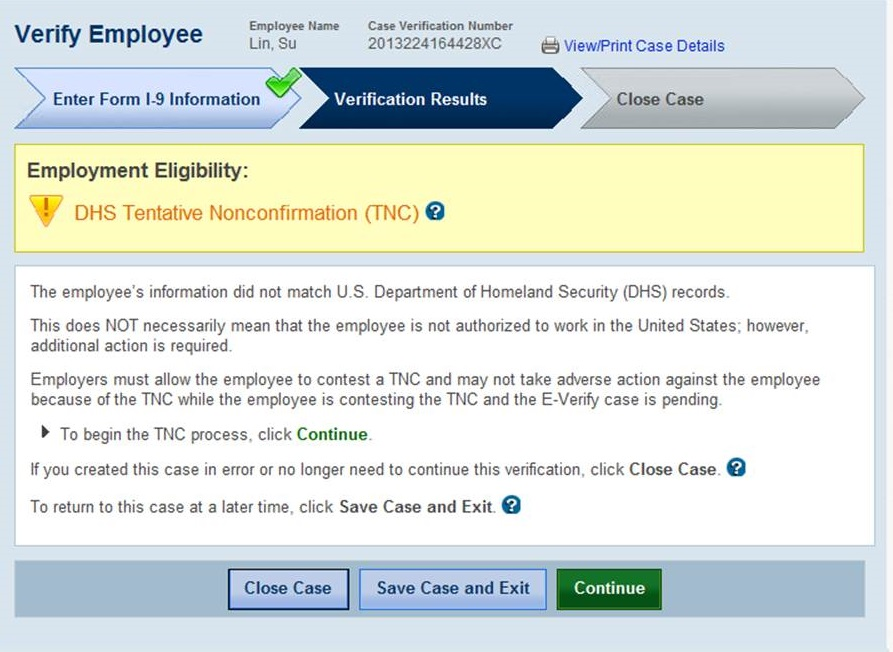 Verify Employee
Employee Name
Lin, Su
Case Verification Number
2013224164428XC
View/Print Case Details
Enter Form I-9 Information
Verification Results
Close Case
Employment Eligibility:
! DHS Tentative Nonconfirmation (TNC) ?
The employee's information did not match U.S. Department of Homeland Security (DHS) records.
This does NOT necessarily mean that the employee is not authorized to work in the United States; however,
additional action is required.
Employers must allow the employee to contest a TNC and may not take adverse action against the employee
because of the TNC while the employee is contesting the TNC and the E-Verify case is pending.
To begin the TNC process, click Continue.
If you created this case in error or no longer need to continue this verification, click Close Case. ?
To return to this case at a later time, click Save Case and Exit. ?
Close Case
Save Case and Exit
Continue